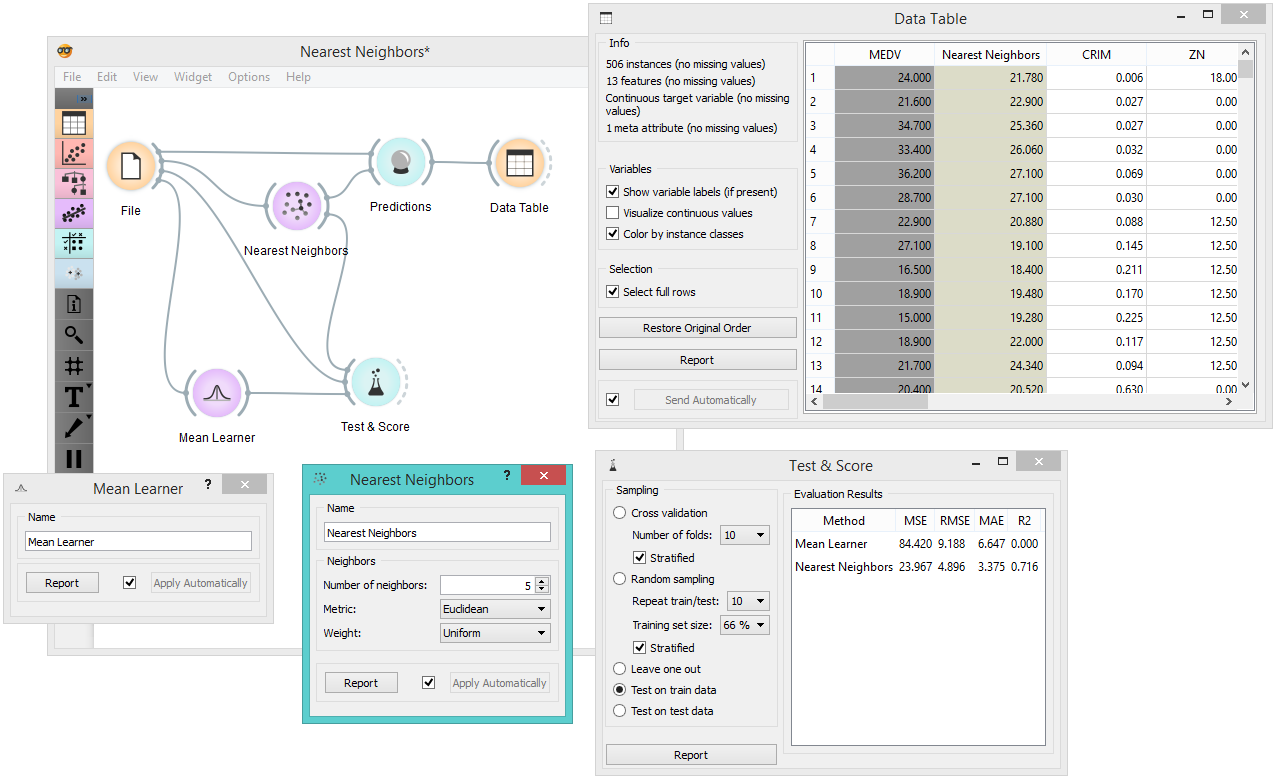 Nearest Neighbors*
File Edit View Widget Options Help
»
File
Nearest Neighbors
Predictions
Data Table
Mean Learner
Test & Score
Data Table
Info
506 instances (no missing values)
13 features (no missing values)
Continuous target variable (no missing
values)
1 meta attribute (no missing values)
Variables
Show variable labels (if present)
Visualize continuous values
Color by instance classes
Selection
Select full rows
Restore Original Order
Report
Send Automatically
MEDV Nearest Neighbors CRIM ZN
1 24.000 21.780 0.006 18.00
2 21.600 22.900 0.027 0.00
3 34.700 25.360 0.027 0.00
4 33.400 26.060 0.032 0.00
5 36.200 27.100 0.069 0.00
6 28.700 27.100 0.030 0.00
7 22.900 20.880 0.088 12.50
8 27.100 19.100 0.145 12.50
9 16.500 18.400 0.211 12.50
10 18.900 19.480 0.170 12.50
11 15.000 19.280 0.225 12.50
12 18.900 22.000 0.117 12.50
13 21.700 24.340 0.094 12.50
14 20.400 20.520 0.630 0.00
Mean Learner ?
Name
Mean Learner
Report
Apply Automatically
Nearest Neighbors ?
Name
Nearest Neighbors
Neighbors
Number of neighbors: 5
Metric: Euclidean
Weight: Uniform
Report
Apply Automatically
Test & Score
Sampling
Cross validation
Number of folds: 10
Stratified
Random sampling
Repeat train/test: 10
Training set size: 66 %
Stratified
Leave one out
Test on train data
Test on test data
Report
Evaluation Results
Method MSE RMSE MAE R2
Mean Learner 84.420 9.188 6.647 0.000
Nearest Neighbors 23.967 4.896 3.375 0.716